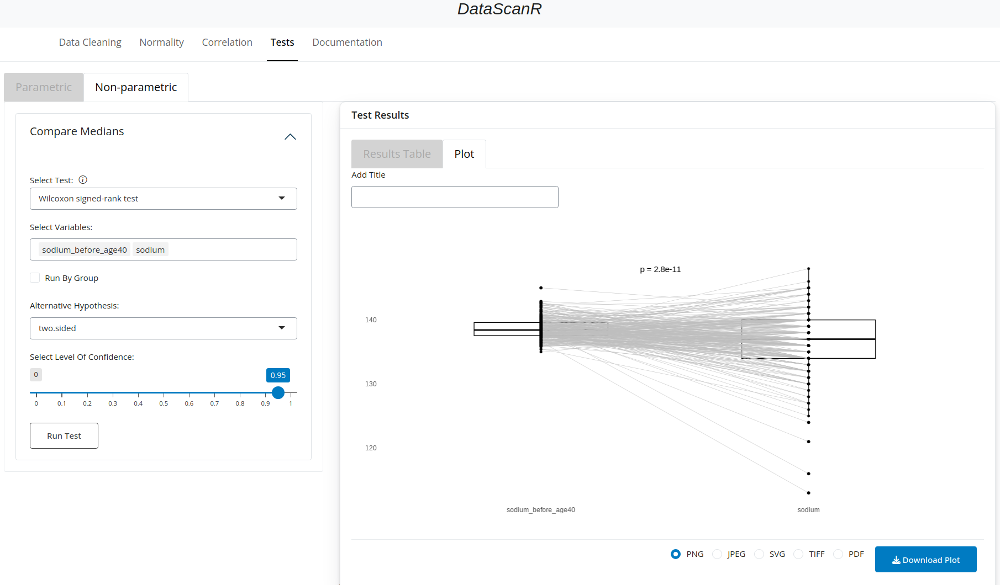 DataScanR
Data Cleaning Normality Correlation Tests Documentation
Parametric Non-parametric
Compare Medians
Select Test:
Wilcoxon signed-rank test
Select Variables:
sodium_before_age40 sodium
Run By Group
Alternative Hypothesis:
two.sided
Select Level Of Confidence:
0 0.95
0 0.1 0.2 0.3 0.4 0.5 0.6 0.7 0.8 0.9 1
Run Test
Test Results
Results Table Plot
Add Title
p = 2.8e-11
140
130
120
sodium_before_age40 sodium
PNG JPEG SVG TIFF PDF Download Plot